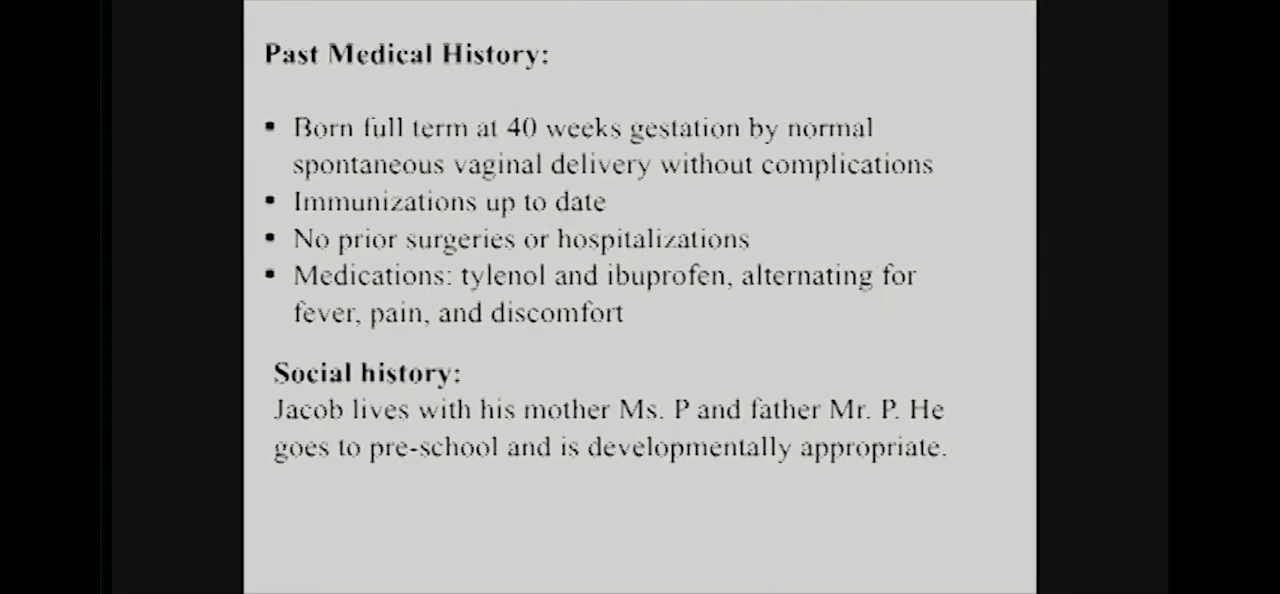 Past Medical History:
▪ Born full term at 40 weeks gestation by normal
spontaneous vaginal delivery without complications
▪ Immunizations up to date
▪ No prior surgeries or hospitalizations
▪ Medications: tylenol and ibuprofen, alternating for
fever, pain, and discomfort
Social history:
Jacob lives with his mother Ms. P and father Mr. P. He
goes to pre-school and is developmentally appropriate.